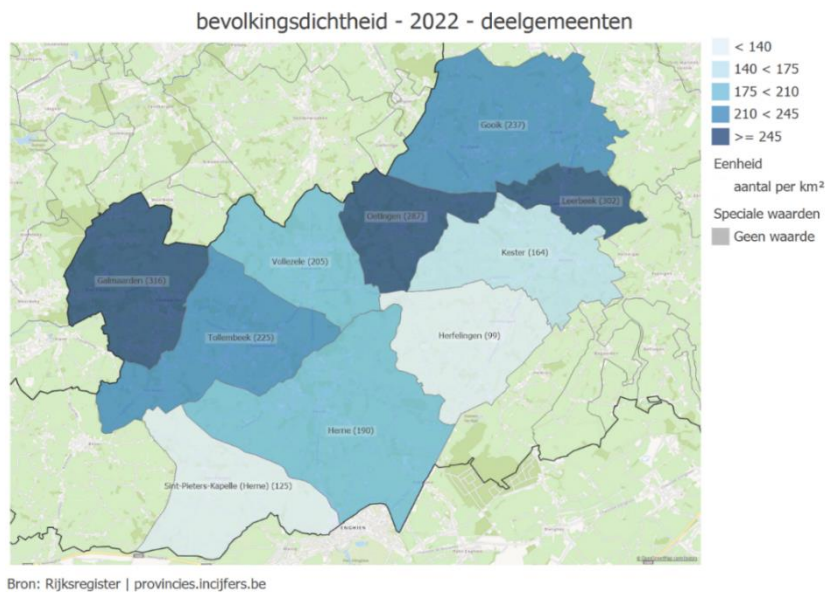 bevolkingsdichtheid - 2022 - deelgemeenten
< 140
140 < 175
175 < 210
210 < 245
>= 245
Eenheid
aantal per km²
Speciale waarden
Geen waarde
Gooik (237)
Leerbeek (302)
Oetingen (287)
Kester (164)
Vollezele (205)
Galmaarden (316)
Tollembeek (225)
Herfelingen (99)
Herne (190)
Sint-Pieters-Kapelle (Herne) (125)
ENGHIEN
Bron: Rijksregister | provincies.incijfers.be